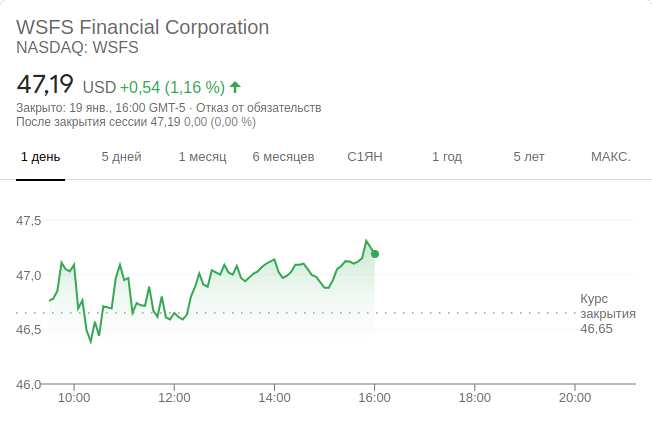 WSFS Financial Corporation
NASDAQ: WSFS
47,19 USD +0,54 (1,16 %)
Закрыто: 19 янв., 16:00 GMT-5 · Отказ от обязательств
После закрытия сессии 47,19 0,00 (0,00 %)
1 день 5 дней 1 месяц 6 месяцев С1ЯН 1 год 5 лет МАКС.
47,5
47,0
46,5
46,0
Курс
закрытия
46,65
10:00 12:00 14:00 16:00 18:00 20:00